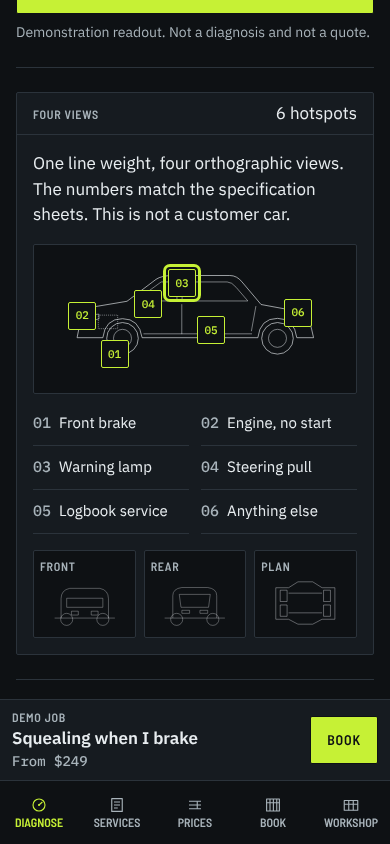 Demonstration readout. Not a diagnosis and not a quote.
FOUR VIEWS
6 hotspots
One line weight, four orthographic views.
The numbers match the specification
sheets. This is not a customer car.
03
04
02
06
05
01
01 Front brake
02 Engine, no start
03 Warning lamp
04 Steering pull
05 Logbook service
06 Anything else
FRONT
REAR
PLAN
DEMO JOB
Squealing when I brake
From $249
BOOK
DIAGNOSE
SERVICES
PRICES
BOOK
WORKSHOP